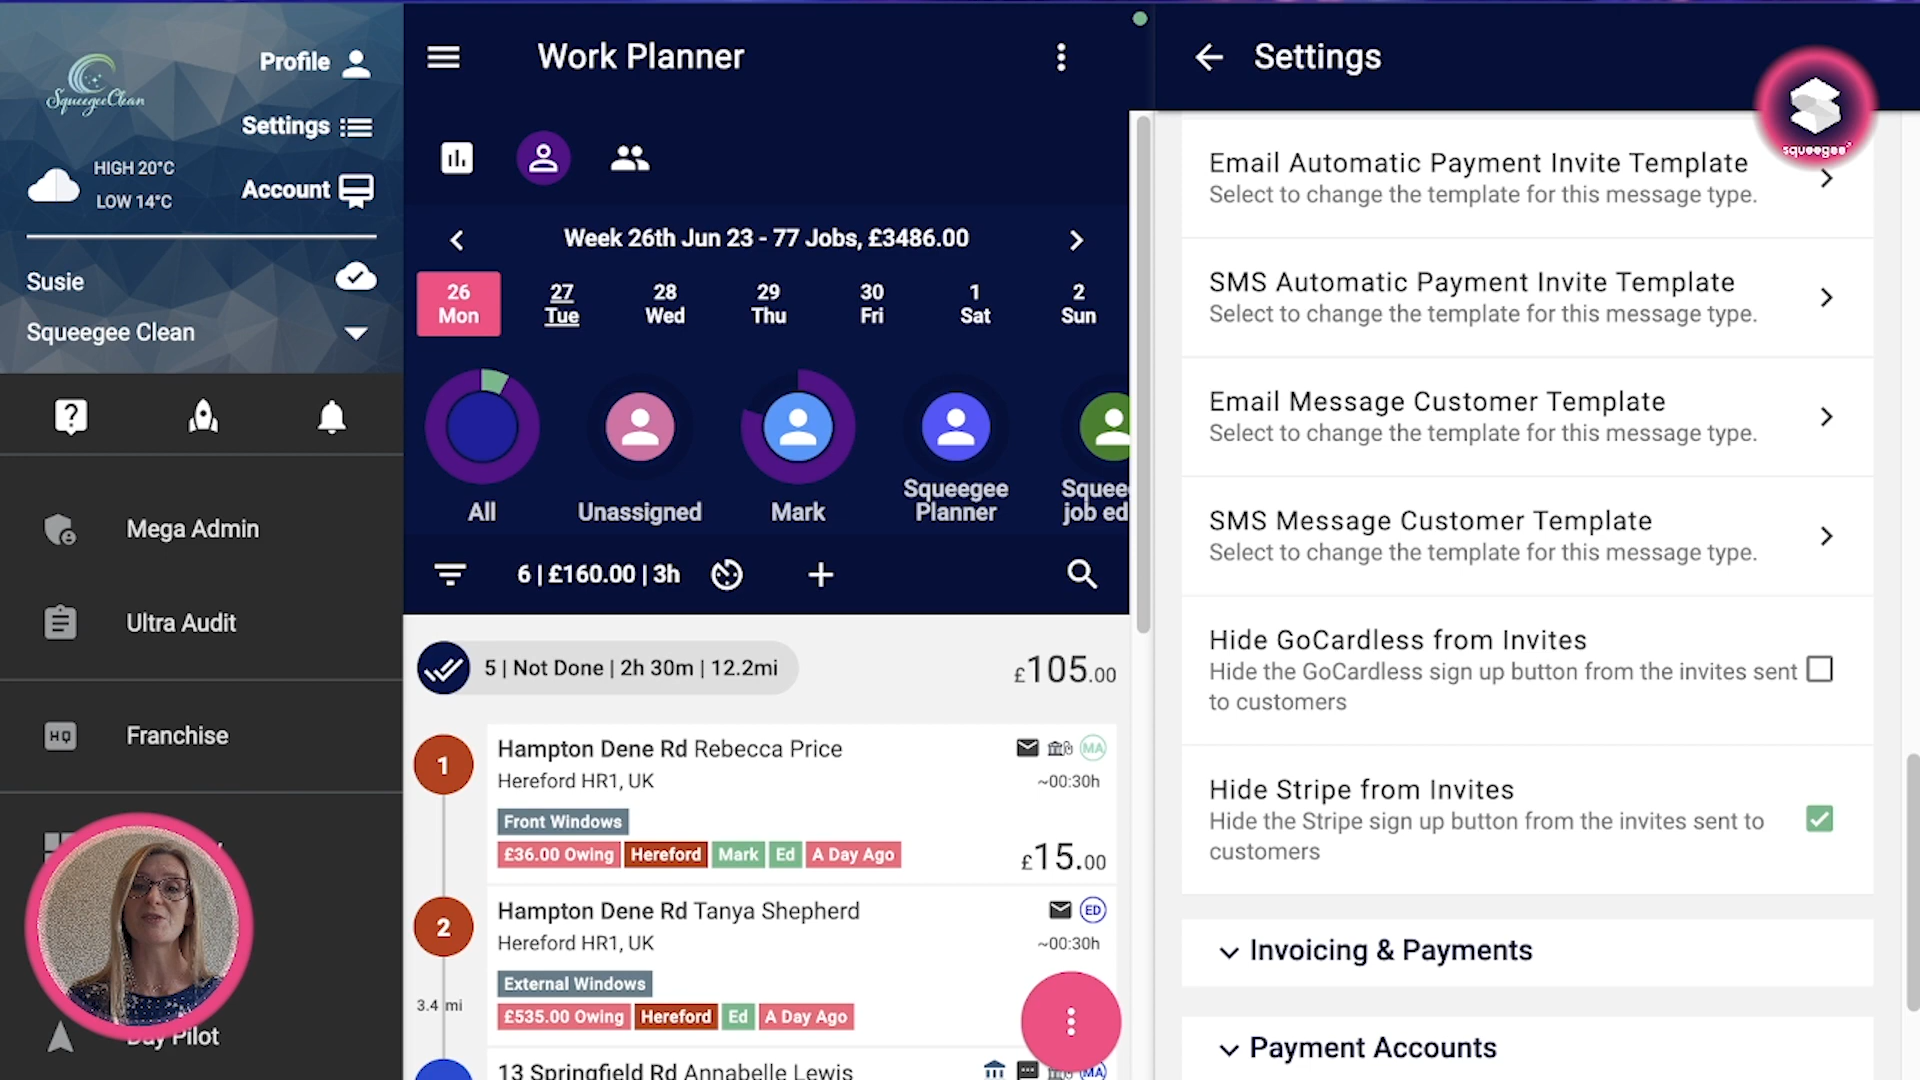 SqueegeeClean
Profile
Settings
HIGH 20°C
LOW 14°C
Account
Susie
Squeegee Clean
Mega Admin
Ultra Audit
HQ
Franchise
Day Pilot
Work Planner
Week 26th Jun 23 - 77 Jobs, £3486.00
26 Mon
27 Tue
28 Wed
29 Thu
30 Fri
1 Sat
2 Sun
All
Unassigned
Mark
Squeegee
Planner
Squee
job ed
6 | £160.00 | 3h
5 | Not Done | 2h 30m | 12.2mi
£105.00
1
Hampton Dene Rd Rebecca Price
MA
Hereford HR1, UK
~00:30h
Front Windows
£36.00 Owing Hereford Mark Ed A Day Ago
£15.00
2
Hampton Dene Rd Tanya Shepherd
ED
Hereford HR1, UK
~00:30h
External Windows
3.4 mi
£535.00 Owing Hereford Ed A Day Ago
13 Springfield Rd Annabelle Lewis
MA
Settings
squeegee
Email Automatic Payment Invite Template
Select to change the template for this message type.
SMS Automatic Payment Invite Template
Select to change the template for this message type.
Email Message Customer Template
Select to change the template for this message type.
SMS Message Customer Template
Select to change the template for this message type.
Hide GoCardless from Invites
Hide the GoCardless sign up button from the invites sent
to customers
Hide Stripe from Invites
Hide the Stripe sign up button from the invites sent to
customers
Invoicing & Payments
Payment Accounts